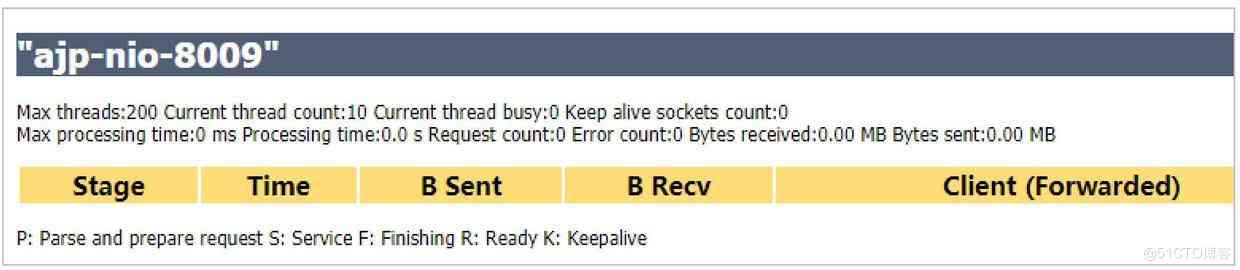 "ajp-nio-8009"
Max threads:200 Current thread count:10 Current thread busy:0 Keep alive sockets count:0
Max processing time:0 ms Processing time:0.0 s Request count:0 Error count:0 Bytes received:0.00 MB Bytes sent:0.00 MB
Stage Time B Sent B Recv Client (Forwarded)
P: Parse and prepare request S: Service F: Finishing R: Ready K: Keepalive
@51CTO博客